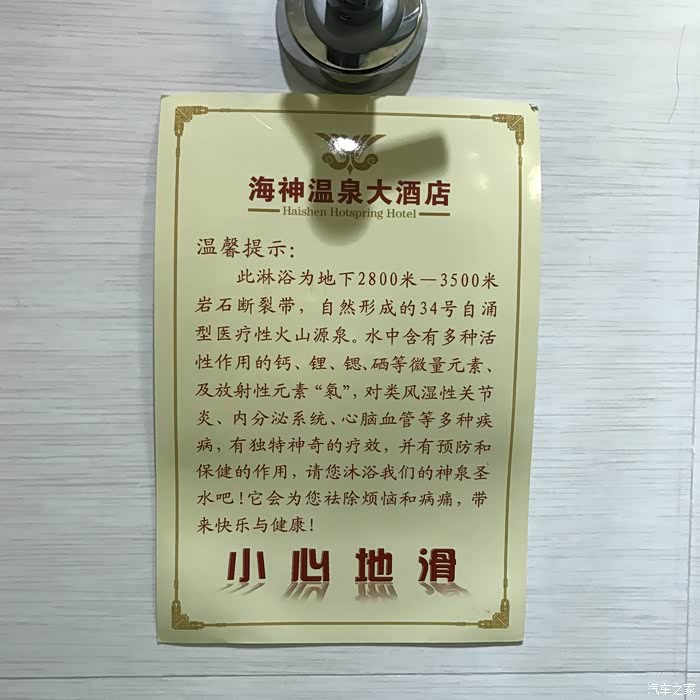 海神温泉大酒店
Haishen Hotspring Hotel
温馨提示:
此淋浴为地下2800米—3500米
岩石断裂带，自然形成的34号自涌
型医疗性火山源泉。水中含有多种活
性作用的钙、锂、锶、硒等微量元素、
及放射性元素“氡”，对类风湿性关节
炎、内分泌系统、心脑血管等多种疾
病，有独特神奇的疗效，并有预防和
保健的作用，请您沐浴我们的神泉圣
水吧！它会为您祛除烦恼和病痛，带
来快乐与健康！
小心地滑
汽车之家